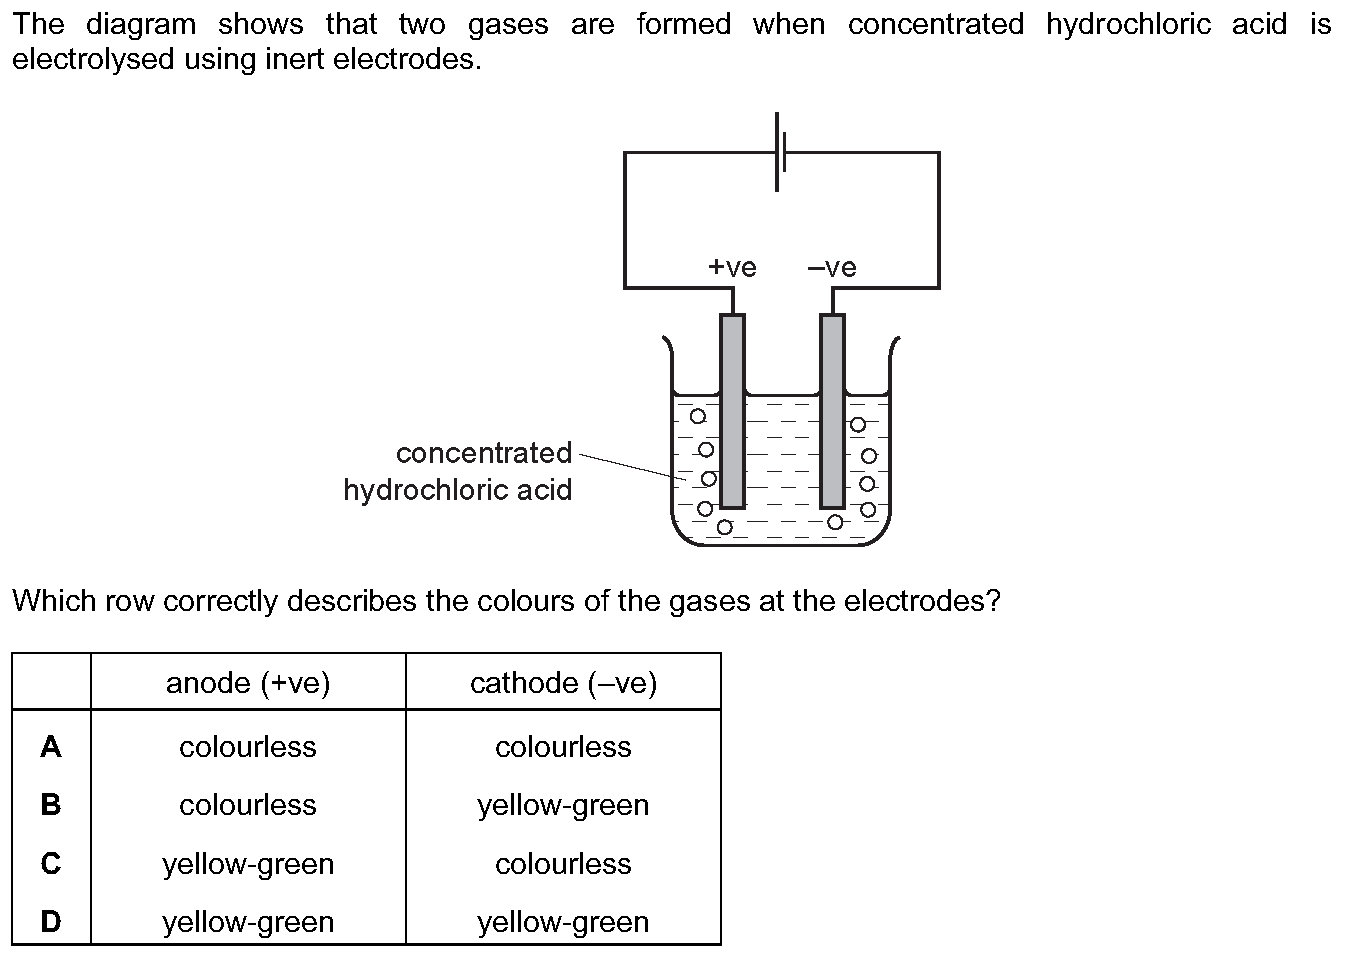 The diagram shows that two gases are formed when concentrated hydrochloric acid is
electrolysed using inert electrodes.
+ve –ve
concentrated
hydrochloric acid
Which row correctly describes the colours of the gases at the electrodes?
anode (+ve) cathode (–ve)
A colourless colourless
B colourless yellow-green
C yellow-green colourless
D yellow-green yellow-green